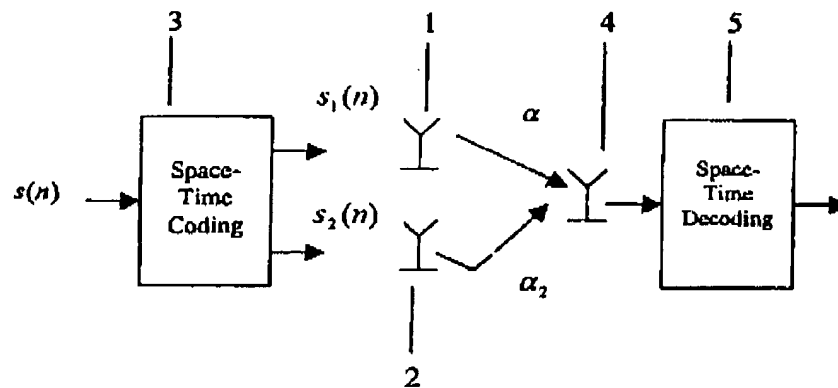 3
1
4
5
s₁(n)
α
s(n)
Space-
Time
Coding
Space-
Time
Decoding
s₂(n)
α₂
2